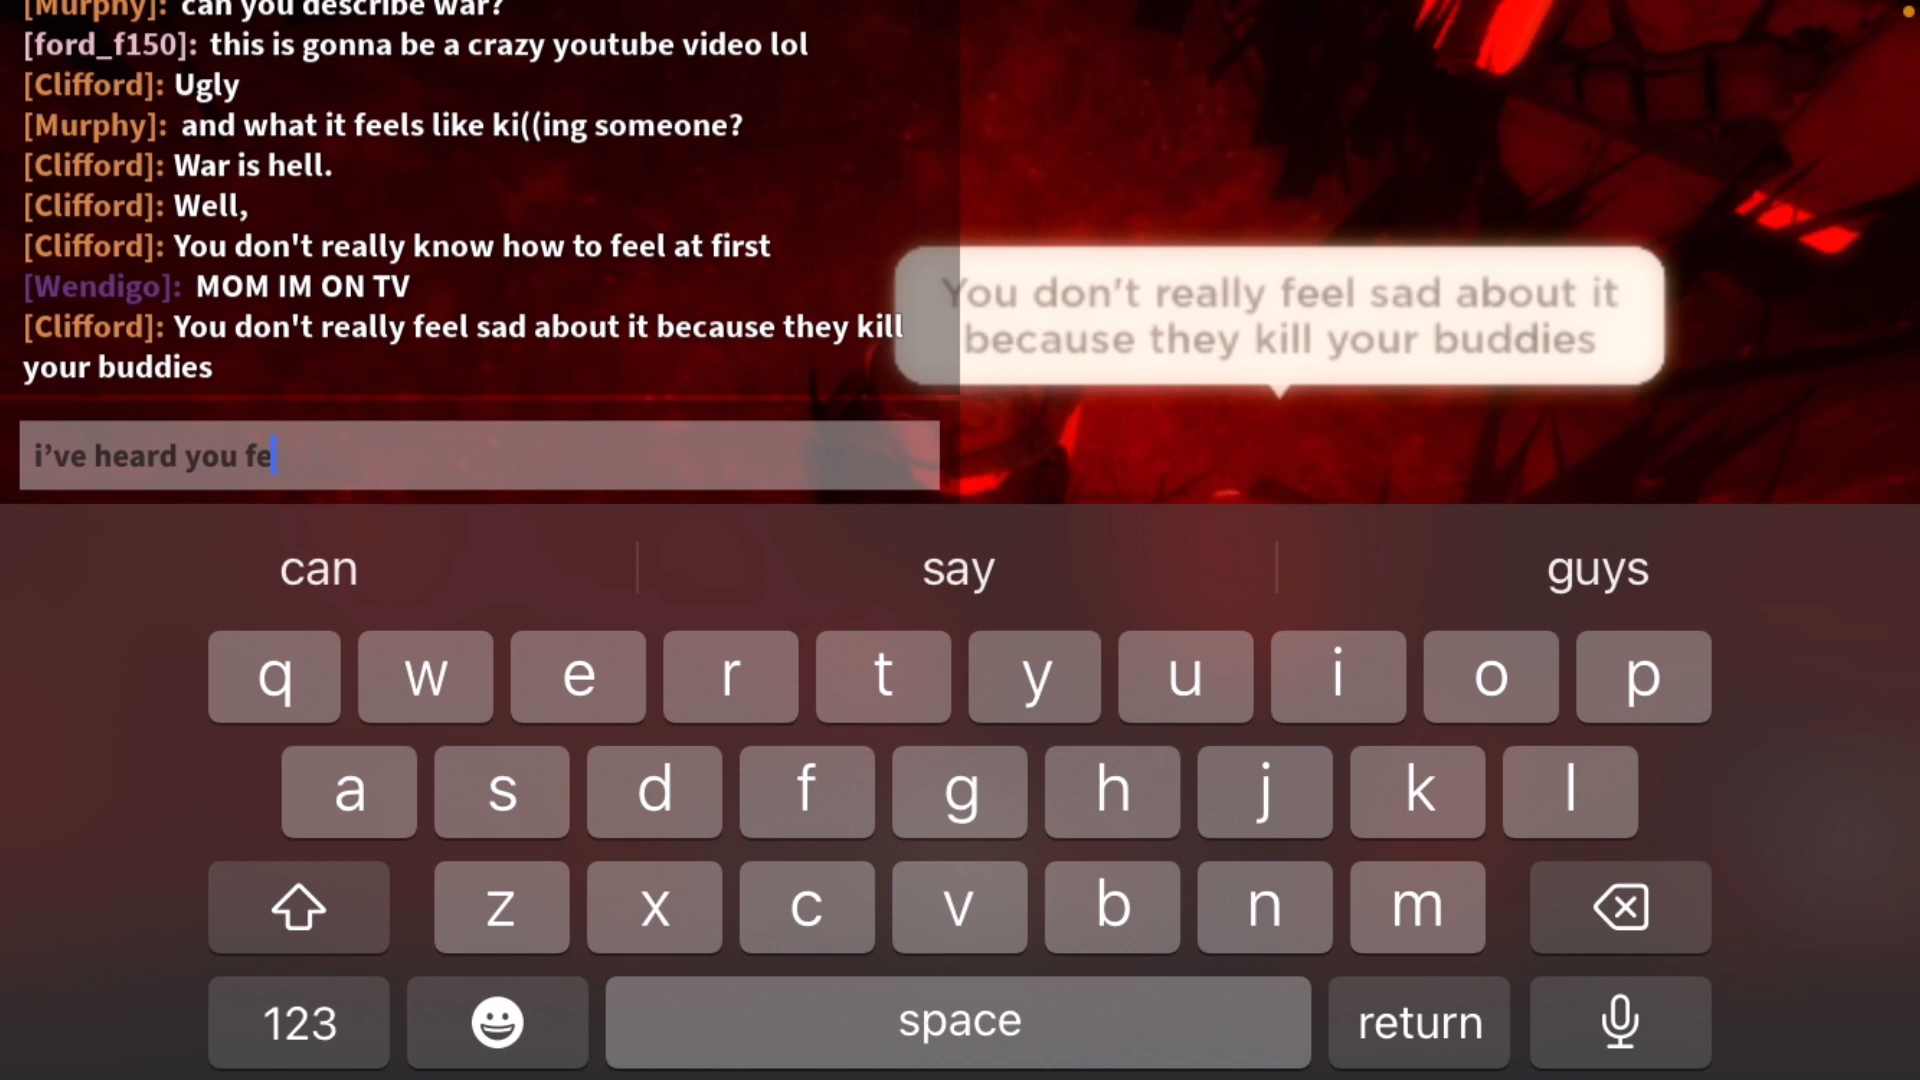 [Murphy]: can you describe war?
[ford_f150]: this is gonna be a crazy youtube video lol
[Clifford]: Ugly
[Murphy]: and what it feels like ki((ing someone?
[Clifford]: War is hell.
[Clifford]: Well,
[Clifford]: You don't really know how to feel at first
[Wendigo]: MOM IM ON TV
[Clifford]: You don't really feel sad about it because they kill
your buddies
You don't really feel sad about it
because they kill your buddies
i’ve heard you fe
can say guys
q w e r t y u i o p
a s d f g h j k l
z x c v b n m
123 space return